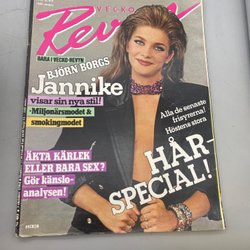 VECKO
Revyn
BARA I VECKO-REVYN
BJÖRN BORGS
Jannike
visar sin nya stil!
·Miljonärsmodet &
smokingmodet
Alla de senaste
frisyrerna!
Höstens stora
HÅR-
SPECIAL!
ÄKTA KÄRLEK
ELLER BARA SEX?
Gör känslo-
analysen!